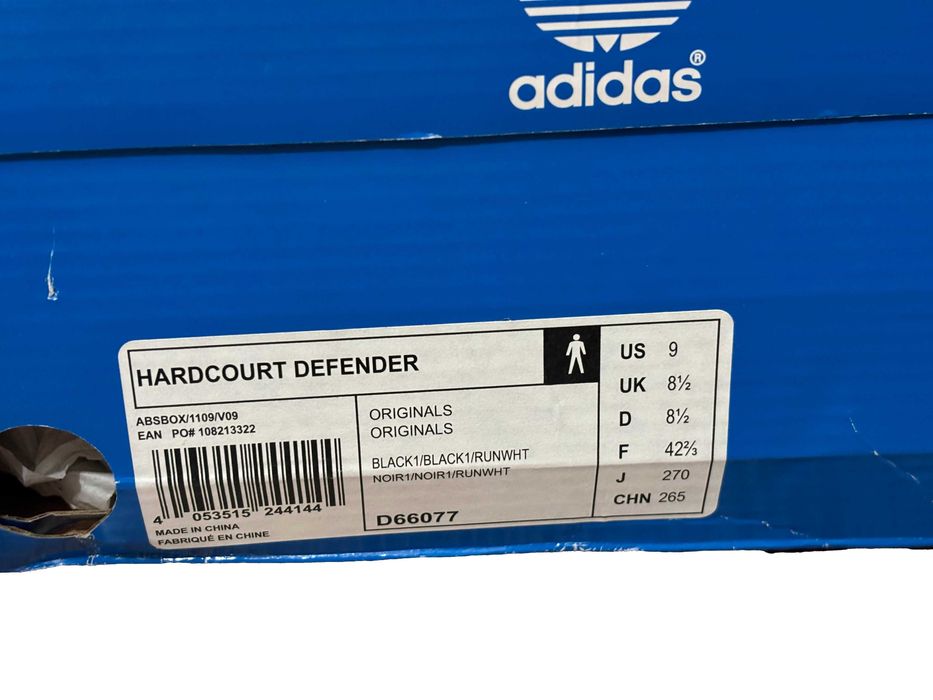 adidas®
HARDCOURT DEFENDER
ABSBOX/1109/V09
EAN PO# 108213322
4 053515 244144
MADE IN CHINA
FABRIQUÉ EN CHINE
ORIGINALS
ORIGINALS
BLACK1/BLACK1/RUNWHT
NOIR1/NOIR1/RUNWHT
D66077
US 9
UK 8½
D 8½
F 42⅔
J 270
CHN 265